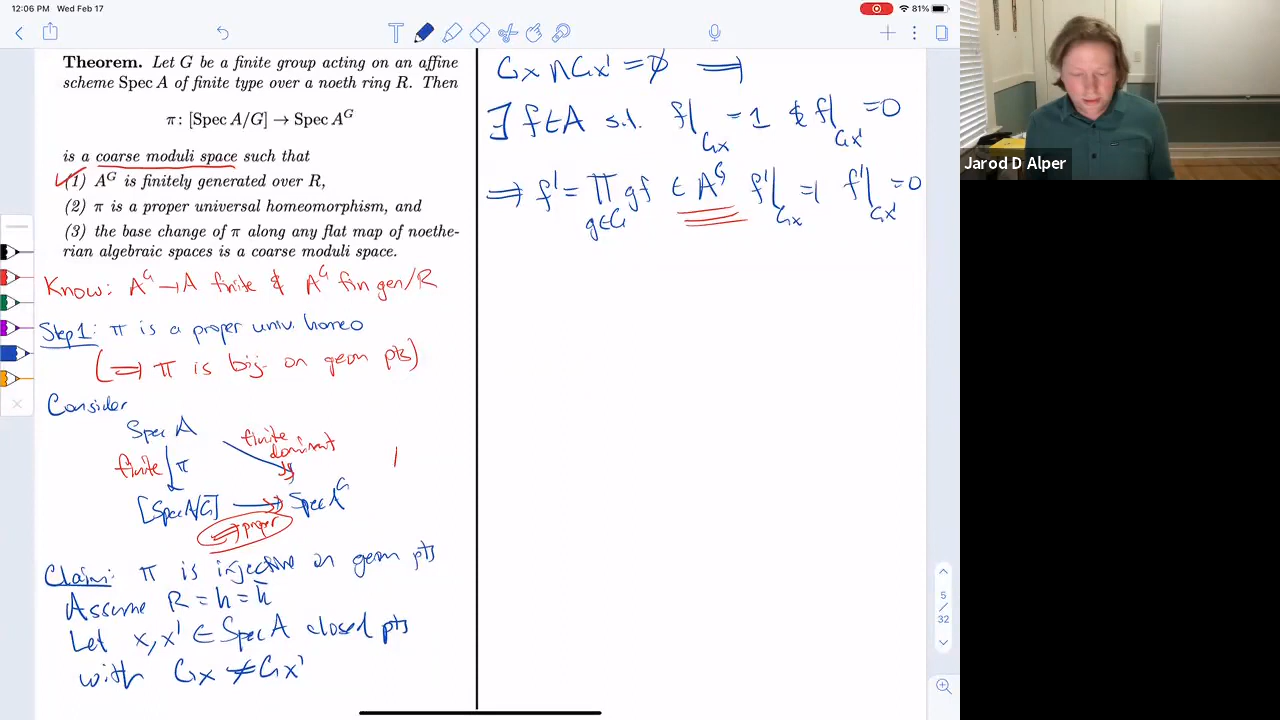 12:06 PM Wed Feb 17
81%
Theorem. Let G be a finite group acting on an affine
scheme Spec A of finite type over a noeth ring R. Then
π: [Spec A/G] → Spec A^G
is a coarse moduli space such that
(1) A^G is finitely generated over R,
(2) π is a proper universal homeomorphism, and
(3) the base change of π along any flat map of noethe-
rian algebraic spaces is a coarse moduli space.
Know: A^G → A finite & A^G fin gen/R
Step 1: π is a proper univ. homeo
(⟹ π is bij. on geom pts)
Consider
Spec A
finite
dominant
finite π
[Spec A/G] → Spec A^G
⟹ proper
Claim: π is injective on geom pts
Assume R = k = k̄
Let x, x' ∈ Spec A closed pts
with Gx ≠ Gx'
Gx ∩ Gx' = ∅ ⟹
∃ f ∈ A s.t. f|_Gx = 1 & f|_Gx' = 0
⟹ f' = ∏_{g∈G} gf ∈ A^G f'|_Gx = 1 f'|_Gx' = 0
5
/
32
Jarod D Alper